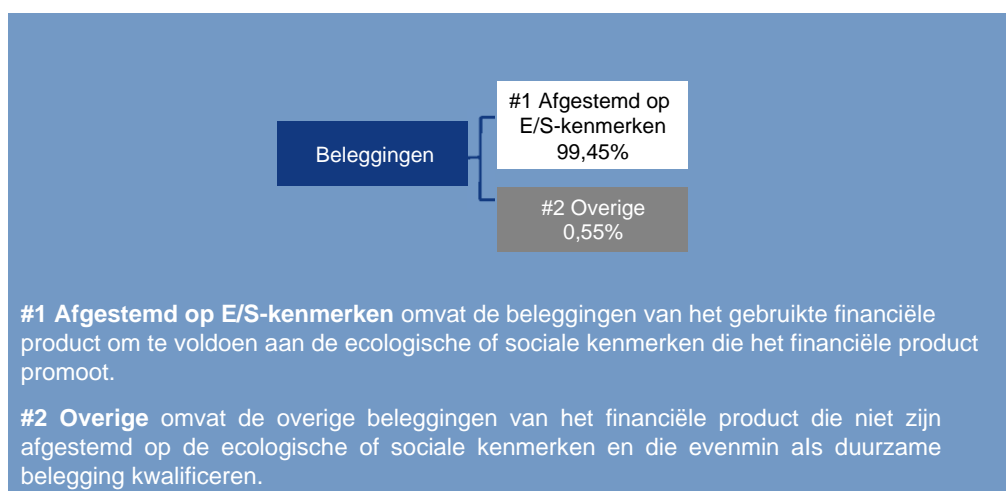 #1 Afgestemd op
E/S-kenmerken
99,45%
Beleggingen
#2 Overige
0,55%
#1 Afgestemd op E/S-kenmerken omvat de beleggingen van het gebruikte financiële
product om te voldoen aan de ecologische of sociale kenmerken die het financiële product
promoot.
#2 Overige omvat de overige beleggingen van het financiële product die niet zijn
afgestemd op de ecologische of sociale kenmerken en die evenmin als duurzame
belegging kwalificeren.